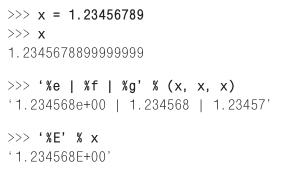 >>> x = 1.23456789
>>> x
1.2345678899999999
>>> ‘%e | %f | %g’ % (x, x, x)
‘1.234568e+00 | 1.234568 | 1.23457’
>>> ‘%E’ % x
‘1.234568E+00’